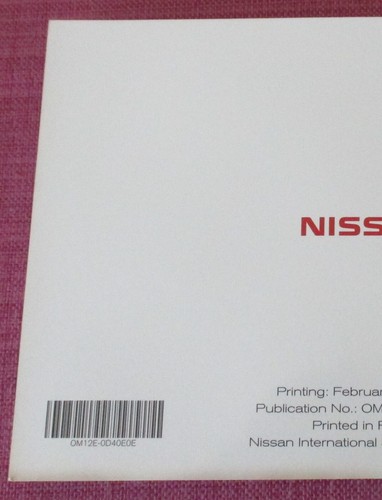 NISS
Printing: Februar
Publication No.: OM
Printed in F
Nissan International
OM12E-0D40E0E